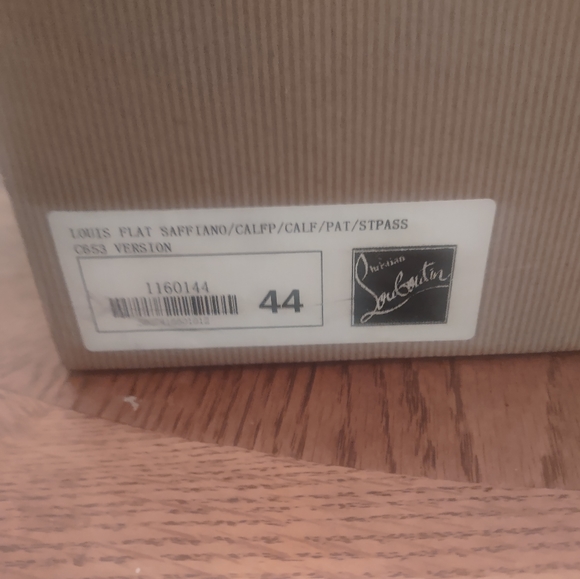 LOUIS FLAT SAFFIANO/CALFP/CALF/PAT/STPASS
C853 VERSION
1160144
44
Christian
Louboutin